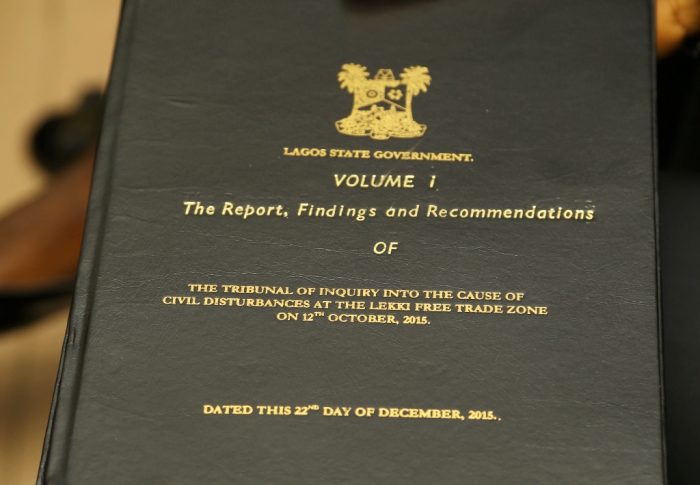 LAGOS STATE GOVERNMENT.
VOLUME 1
The Report, Findings and Recommendations
OF
THE TRIBUNAL OF INQUIRY INTO THE CAUSE OF
CIVIL DISTURBANCES AT THE LEKKI FREE TRADE ZONE
ON 12TH OCTOBER, 2015.
DATED THIS 22ND DAY OF DECEMBER, 2015..